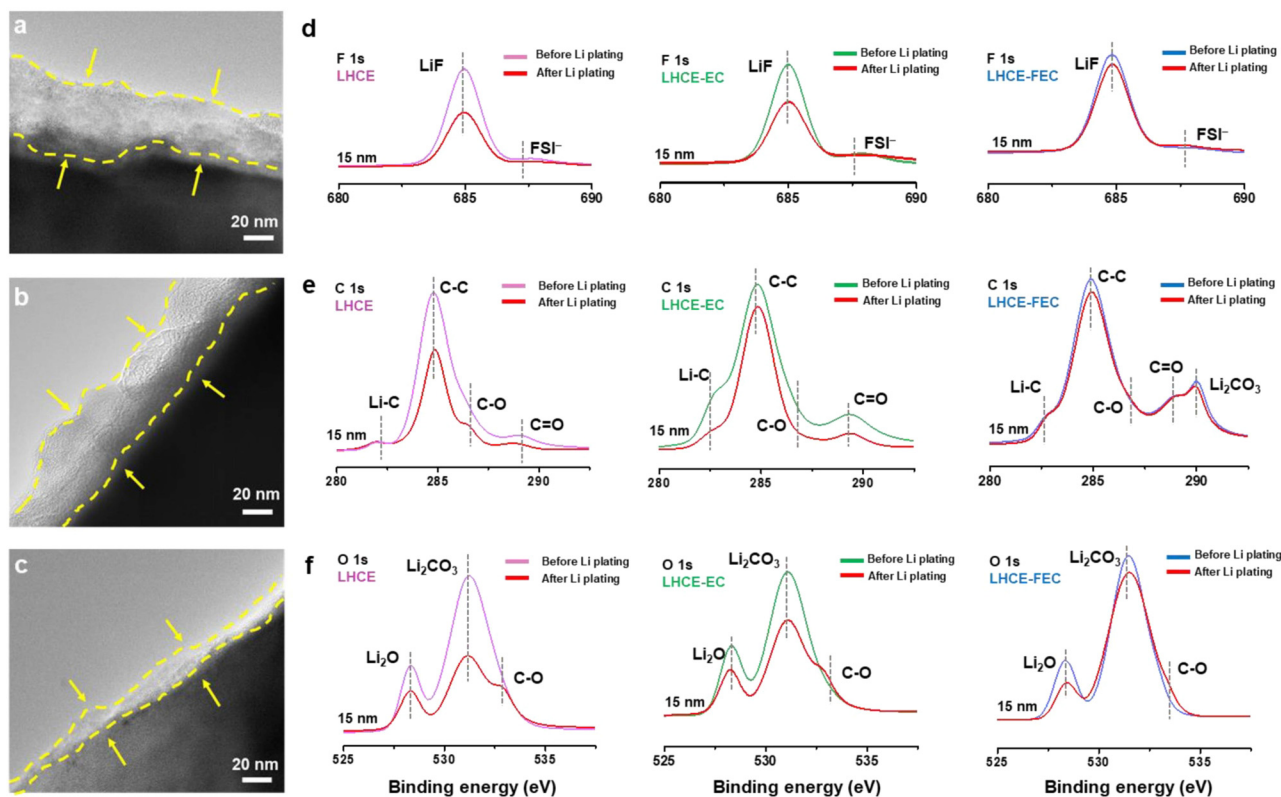 a
20 nm
b
20 nm
c
20 nm
d
F 1s
LHCE
LiF
Before Li plating
After Li plating
FSI⁻
15 nm
680 685 690
F 1s
LHCE-EC
LiF
Before Li plating
After Li plating
FSI⁻
15 nm
680 685 690
F 1s
LHCE-FEC
LiF
Before Li plating
After Li plating
FSI⁻
15 nm
680 685 690
e
C 1s
LHCE
C-C
Before Li plating
After Li plating
Li-C
C-O
C=O
15 nm
280 285 290
C 1s
LHCE-EC
C-C
Before Li plating
After Li plating
Li-C
C-O
C=O
15 nm
280 285 290
C 1s
LHCE-FEC
C-C
Before Li plating
After Li plating
Li-C
C-O
C=O
Li₂CO₃
15 nm
280 285 290
f
O 1s
LHCE
Li₂CO₃
Before Li plating
After Li plating
Li₂O
C-O
15 nm
525 530 535
Binding energy (eV)
O 1s
LHCE-EC
Li₂CO₃
Before Li plating
After Li plating
Li₂O
C-O
15 nm
525 530 535
Binding energy (eV)
O 1s
LHCE-FEC
Li₂CO₃
Before Li plating
After Li plating
Li₂O
C-O
15 nm
525 530 535
Binding energy (eV)